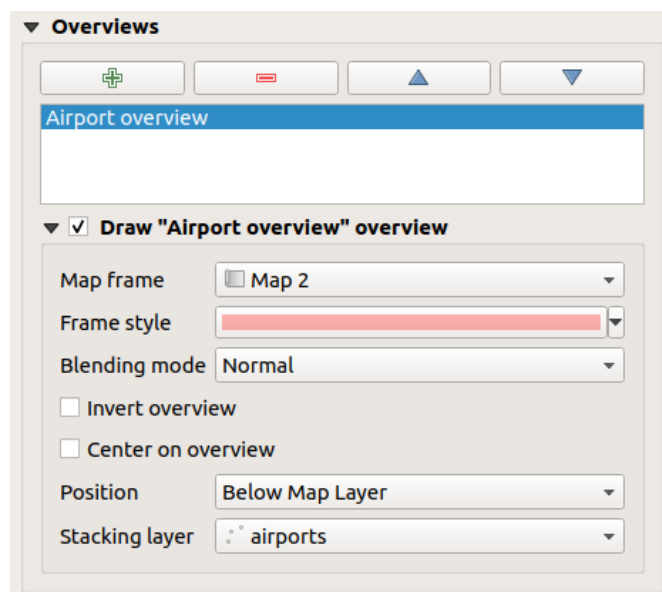 Overviews
Airport overview
Draw "Airport overview" overview
Map frame Map 2
Frame style
Blending mode Normal
Invert overview
Center on overview
Position Below Map Layer
Stacking layer airports